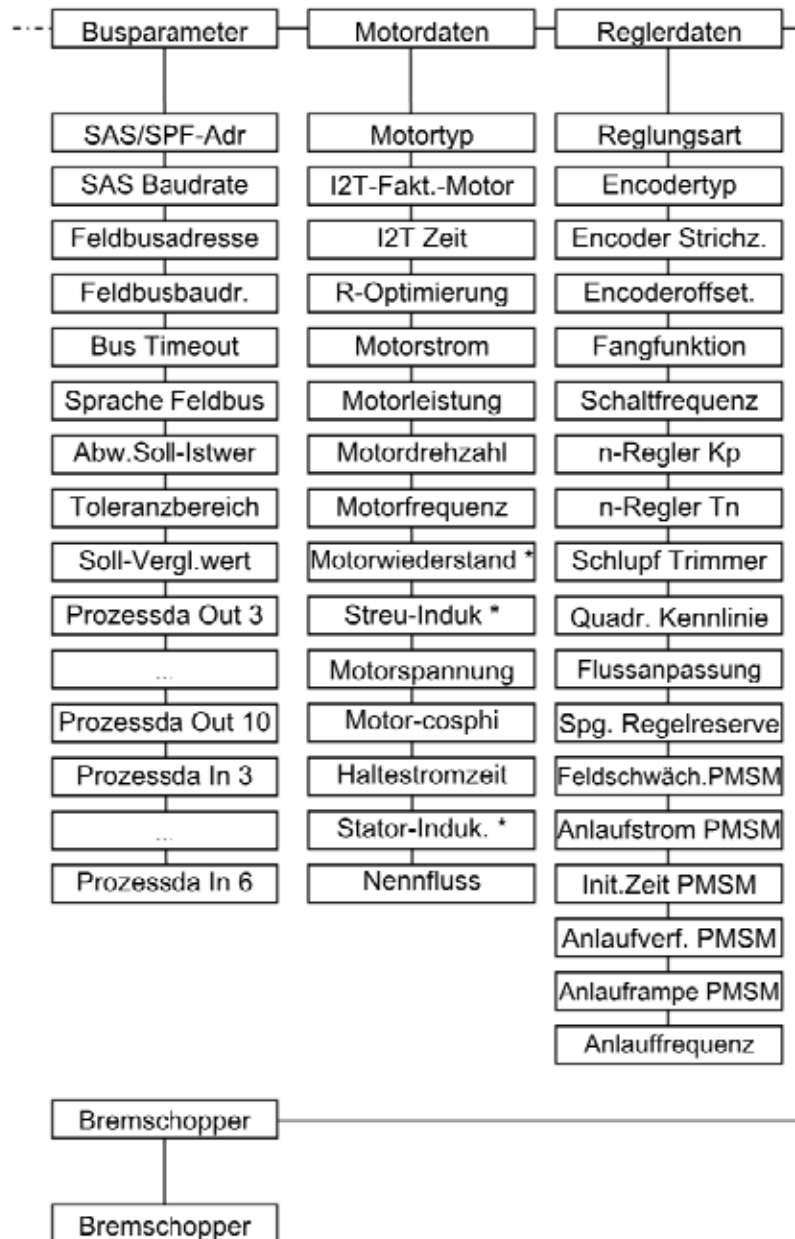 Busparameter
SAS/SPF-Adr
SAS Baudrate
Feldbusadresse
Feldbusbaudr.
Bus Timeout
Sprache Feldbus
Abw.Soll-Istwer
Toleranzbereich
Soll-Vergl.wert
Prozessda Out 3
...
Prozessda Out 10
Prozessda In 3
...
Prozessda In 6
Motordaten
Motortyp
I2T-Fakt.-Motor
I2T Zeit
R-Optimierung
Motorstrom
Motorleistung
Motordrehzahl
Motorfrequenz
Motorwiederstand *
Streu-Induk *
Motorspannung
Motor-cosphi
Haltestromzeit
Stator-Induk. *
Nennfluss
Reglerdaten
Reglungsart
Encodertyp
Encoder Strichz.
Encoderoffset.
Fangfunktion
Schaltfrequenz
n-Regler Kp
n-Regler Tn
Schlupf Trimmer
Quadr. Kennlinie
Flussanpassung
Spg. Regelreserve
Feldschwäch.PMSM
Anlaufstrom PMSM
Init.Zeit PMSM
Anlaufverf. PMSM
Anlauframpe PMSM
Anlauffrequenz
Bremschopper
Bremschopper